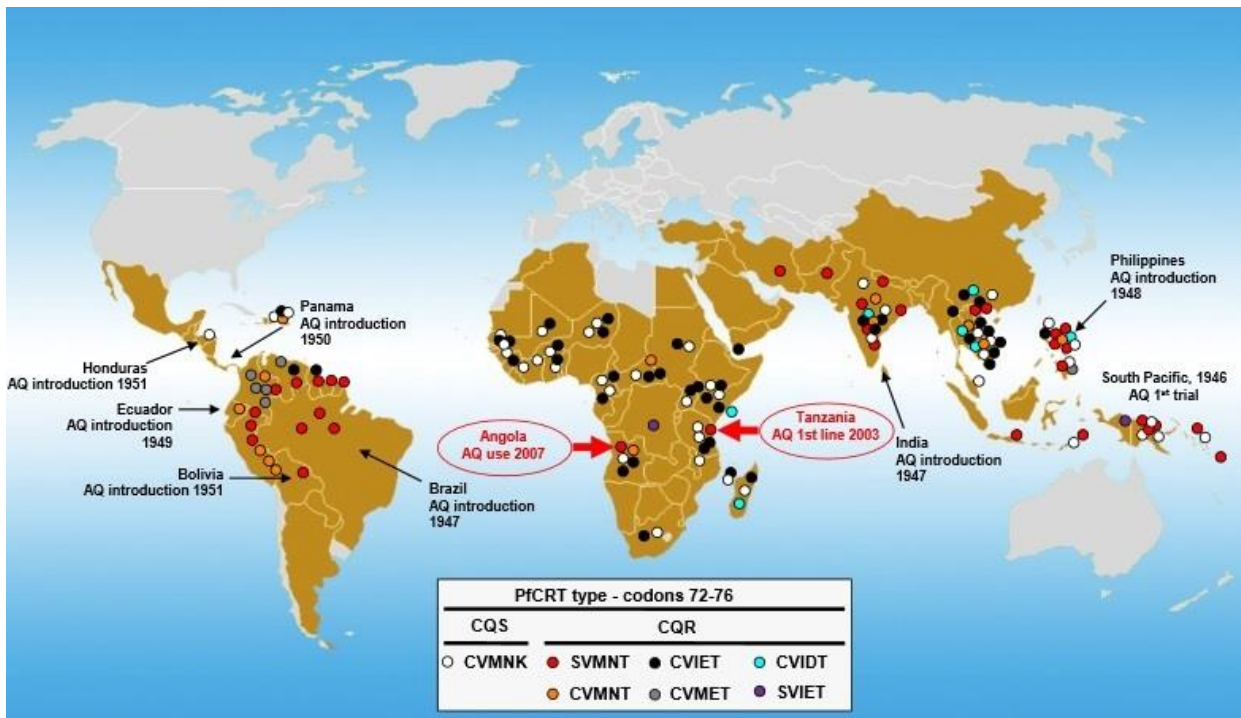 Philippines
AQ introduction
1948
Panama
AQ introduction
1950
Honduras
AQ introduction 1951
South Pacific, 1946
AQ 1st trial
Ecuador
AQ introduction
1949
Tanzania
AQ 1st line 2003
Angola
AQ use 2007
India
AQ introduction
1947
Bolivia
AQ introduction 1951
Brazil
AQ introduction
1947
PfCRT type - codons 72-76
CQS CQR
CVMNK SVMNT CVIET CVIDT
CVMNT CVMET SVIET